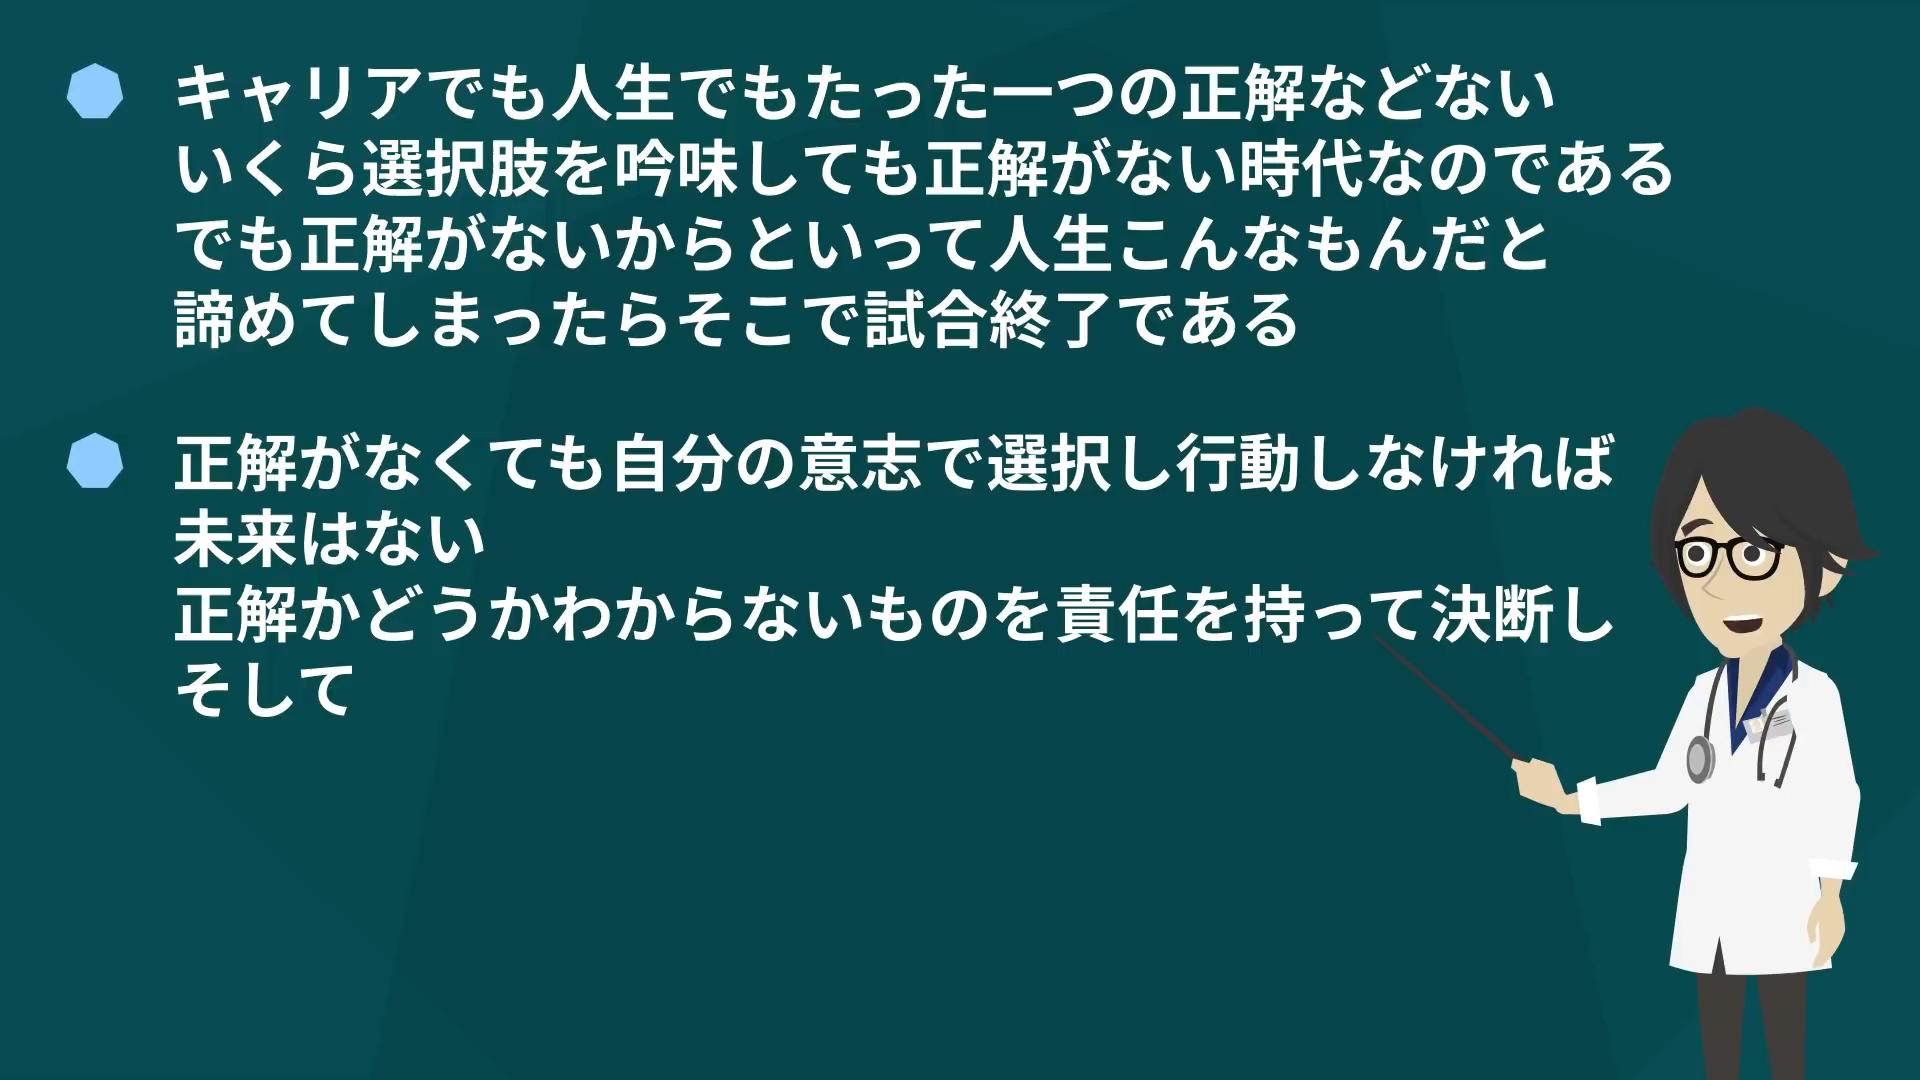 キャリアでも人生でもたった一つの正解などない
いくら選択肢を吟味しても正解がない時代なのである
でも正解がないからといって人生こんなもんだと
諦めてしまったらそこで試合終了である
正解がなくても自分の意志で選択し行動しなければ
未来はない
正解かどうかわからないものを責任を持って決断し
そして